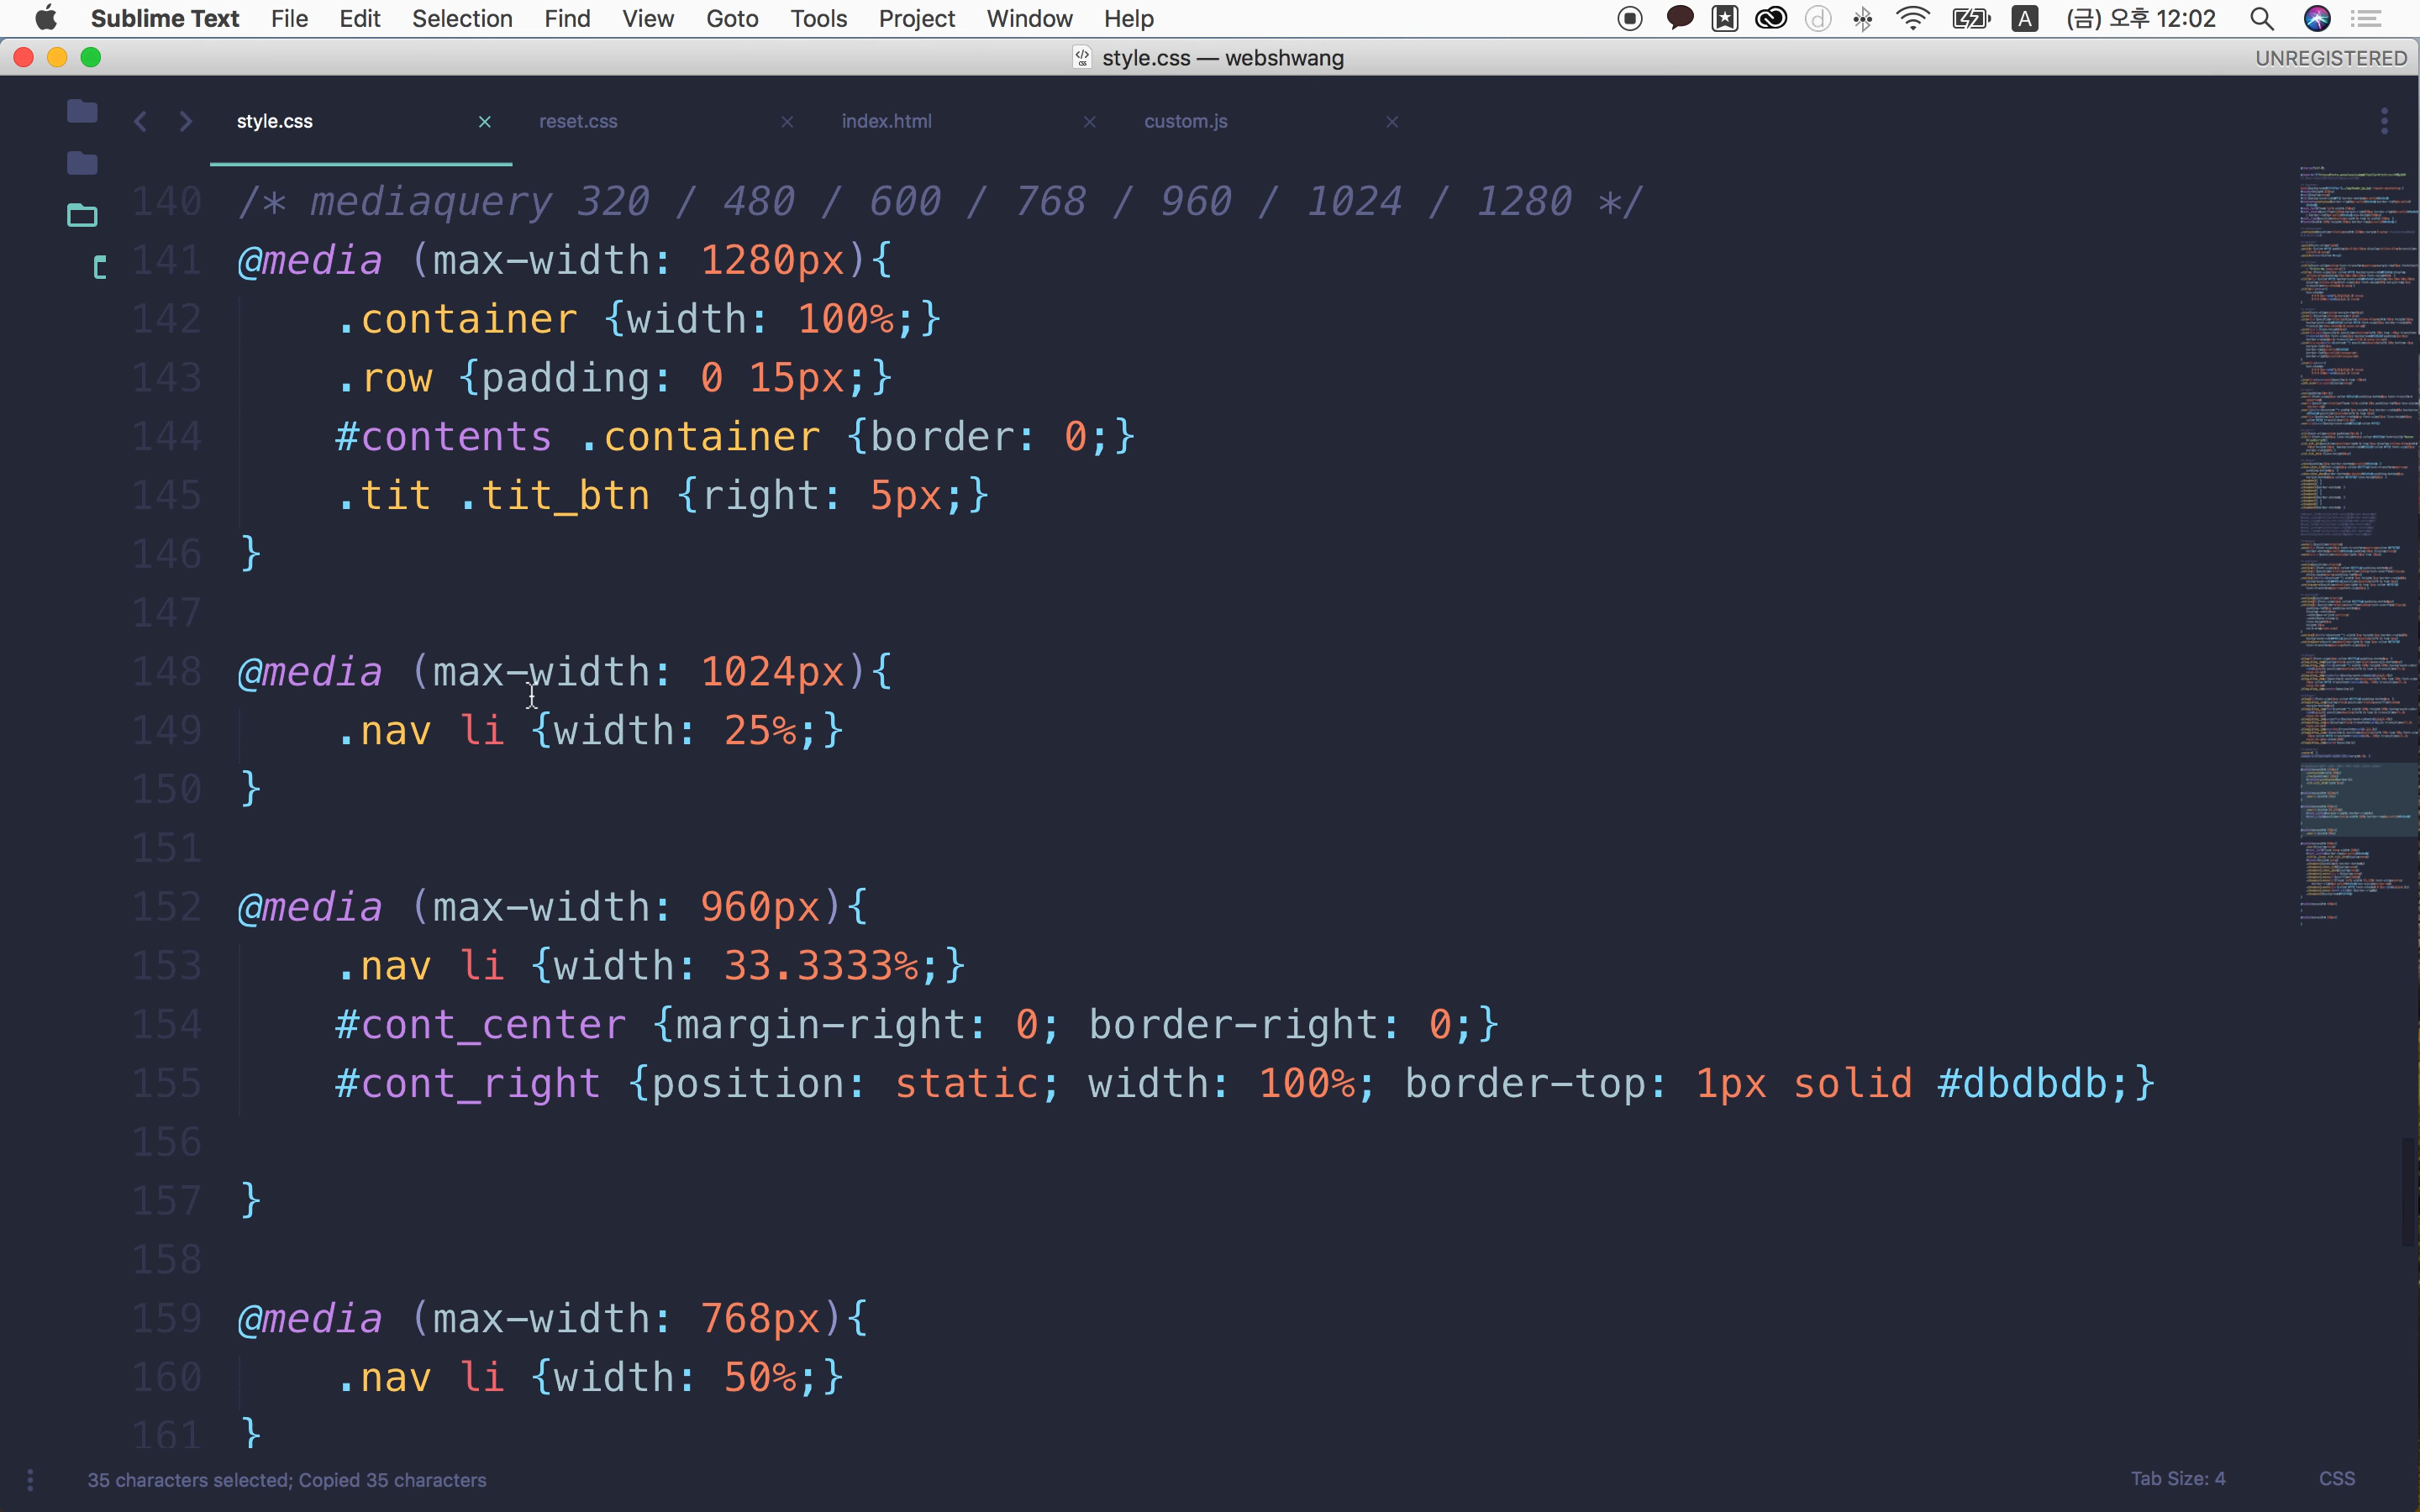 Sublime Text File Edit Selection Find View Goto Tools Project Window Help A (금) 오후 12:02
style.css — webshwang UNREGISTERED
style.css reset.css index.html custom.js
140 /* mediaquery 320 / 480 / 600 / 768 / 960 / 1024 / 1280 */
141 @media (max-width: 1280px){
142 .container {width: 100%;}
143 .row {padding: 0 15px;}
144 #contents .container {border: 0;}
145 .tit .tit_btn {right: 5px;}
146 }
147
148 @media (max-width: 1024px){
149 .nav li {width: 25%;}
150 }
151
152 @media (max-width: 960px){
153 .nav li {width: 33.3333%;}
154 #cont_center {margin-right: 0; border-right: 0;}
155 #cont_right {position: static; width: 100%; border-top: 1px solid #dbdbdb;}
156
157 }
158
159 @media (max-width: 768px){
160 .nav li {width: 50%;}
161 }
35 characters selected; Copied 35 characters Tab Size: 4 CSS